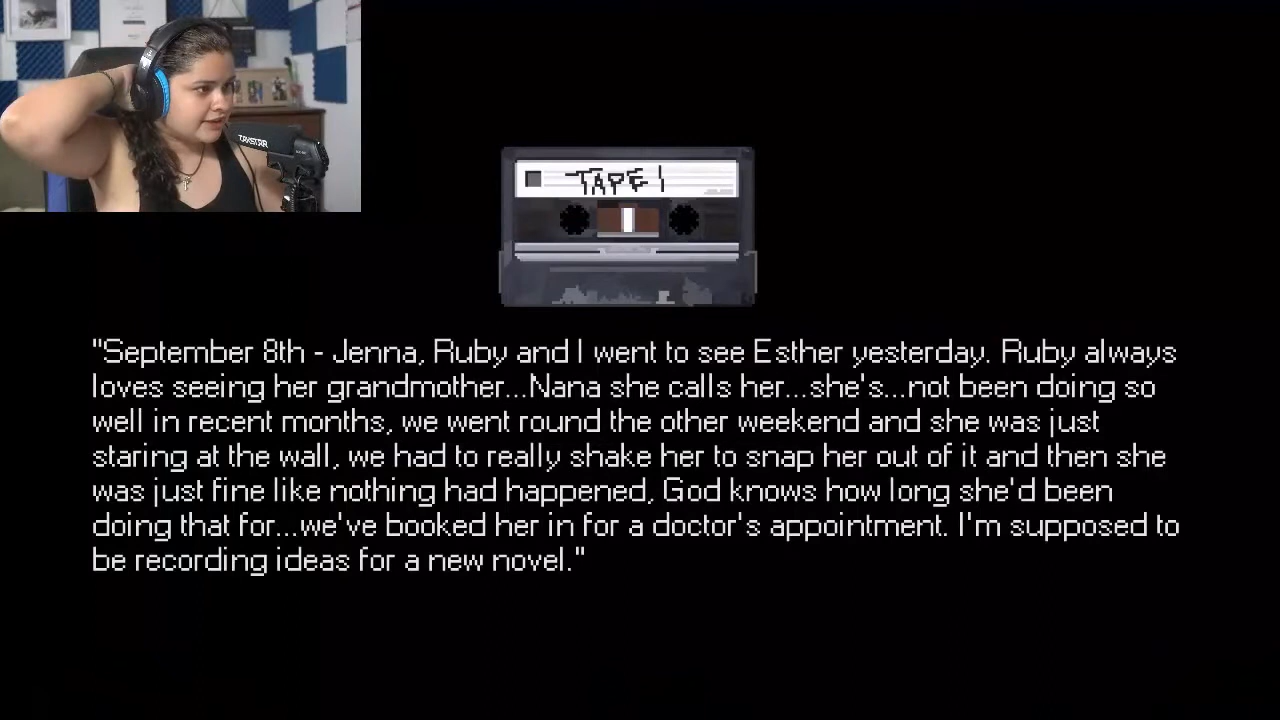 TAKSTAR
TAPE 1
"September 8th - Jenna, Ruby and I went to see Esther yesterday. Ruby always
loves seeing her grandmother...Nana she calls her...she's...not been doing so
well in recent months, we went round the other weekend and she was just
staring at the wall, we had to really shake her to snap her out of it and then she
was just fine like nothing had happened, God knows how long she'd been
doing that for...we've booked her in for a doctor's appointment. I'm supposed to
be recording ideas for a new novel."